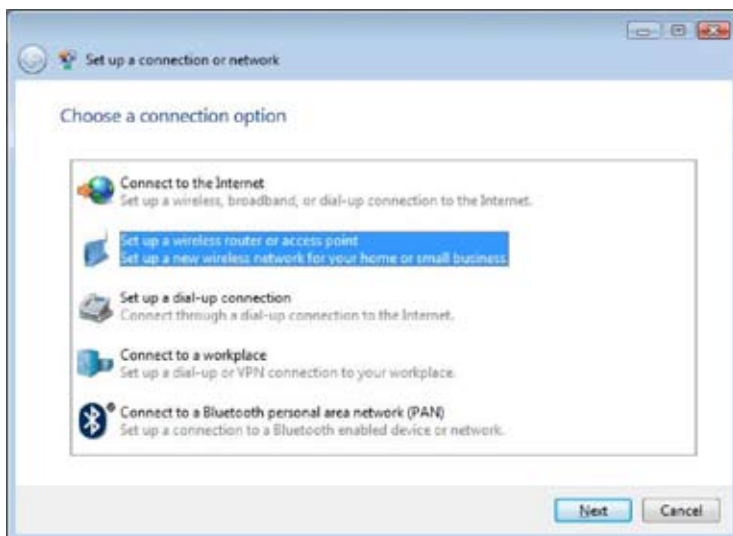 Set up a connection or network
Choose a connection option
Connect to the Internet
Set up a wireless, broadband, or dial-up connection to the Internet.
Set up a wireless router or access point
Set up a new wireless network for your home or small business.
Set up a dial-up connection
Connect through a dial-up connection to the Internet.
Connect to a workplace
Set up a dial-up or VPN connection to your workplace.
Connect to a Bluetooth personal area network (PAN)
Set up a connection to a Bluetooth enabled device or network.
Next Cancel